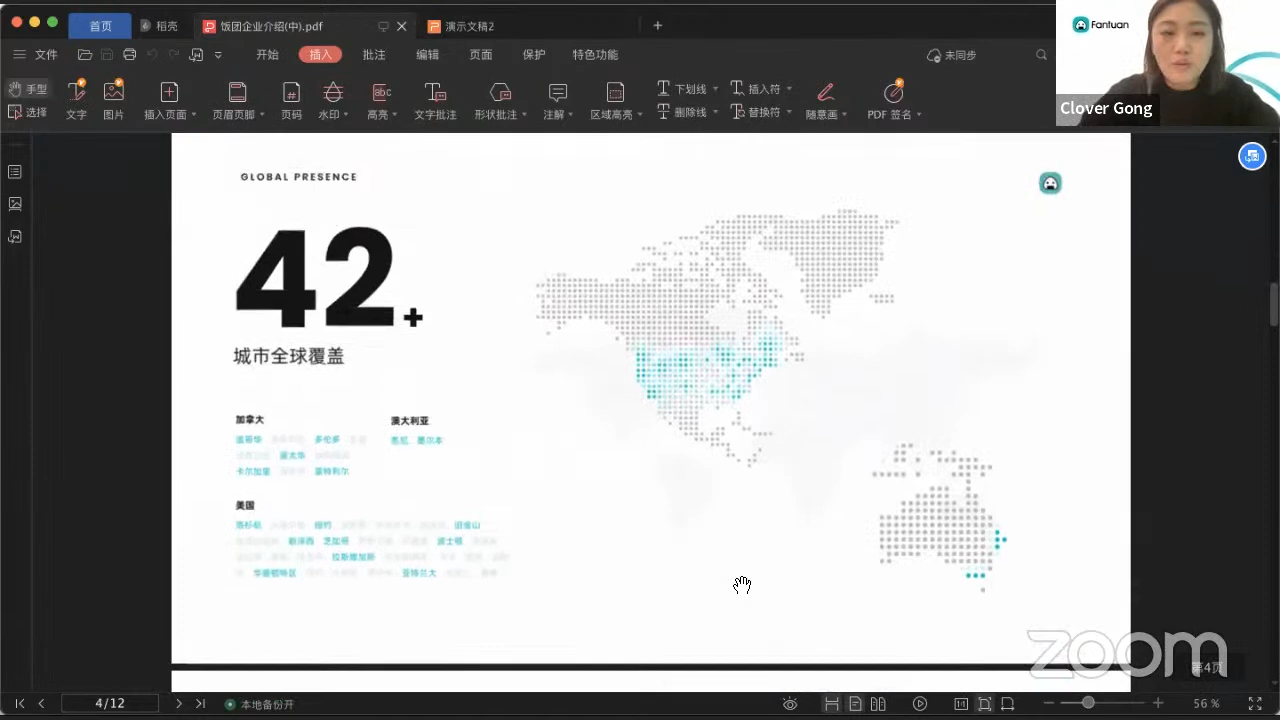 首页
稻壳
饭团企业介绍(中).pdf
演示文稿2
Fantuan
Clover Gong
文件
开始
插入
批注
编辑
页面
保护
特色功能
未同步
手型
选择
文字
图片
插入页面
页眉页脚
页码
水印
高亮
文字批注
形状批注
注解
区域高亮
下划线
删除线
插入符
替换符
随意画
PDF 签名
GLOBAL PRESENCE
42+
城市全球覆盖
加拿大
温哥华 多伦多
渥太华
卡尔加里 蒙特利尔
澳大利亚
悉尼、墨尔本
美国
洛杉矶 纽约 旧金山
新泽西 芝加哥 波士顿
拉斯维加斯
华盛顿特区 亚特兰大
zoom
第4页
4/12
本地备份开
56 %